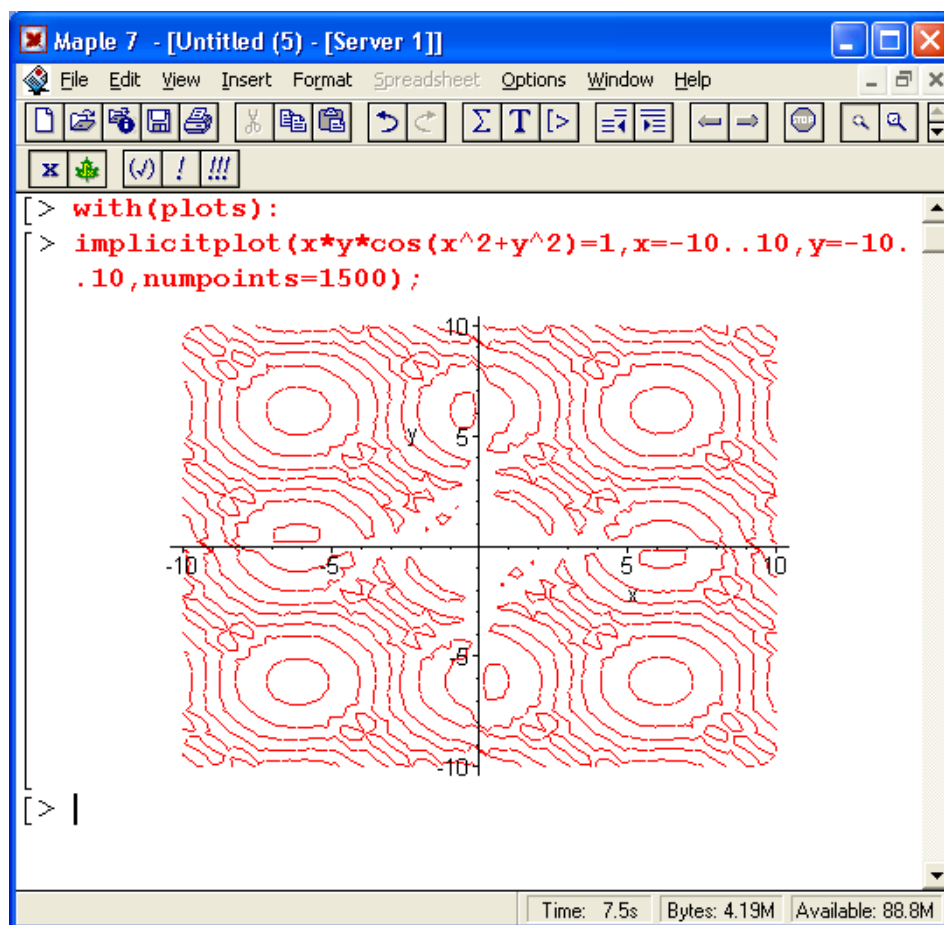 Maple 7 - [Untitled (5) - [Server 1]]
File Edit View Insert Format Spreadsheet Options Window Help
Σ T [> STOP
x (√) ! !!!
[> with(plots):
[> implicitplot(x*y*cos(x^2+y^2)=1,x=-10..10,y=-10.
.10,numpoints=1500);
10
y 5
-10 -5 5 10
x
-5
-10
[>
Time: 7.5s Bytes: 4.19M Available: 88.8M